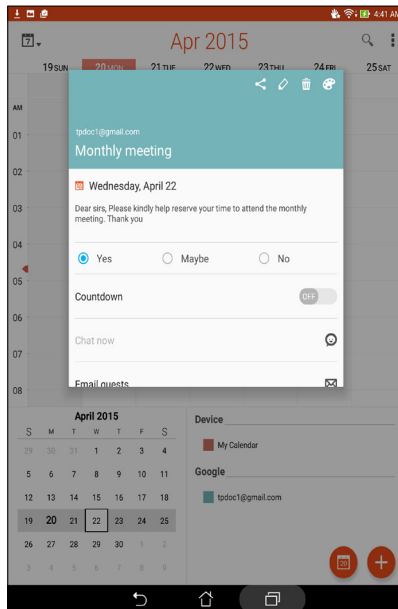 4:41 AM
7
Apr 2015
19 SUN 20 MON 21 TUE 22 WED 23 THU 24 FRI 25 SAT
AM
01
02
03
04
05
06
07
08
tpdoc1@gmail.com
Monthly meeting
Wednesday, April 22
Dear sirs, Please kindly help reserve your time to attend the monthly
meeting. Thank you
Yes Maybe No
Countdown OFF
Chat now
Email guests
April 2015
S M T W T F S
29 30 31 1 2 3 4
5 6 7 8 9 10 11
12 13 14 15 16 17 18
19 20 21 22 23 24 25
26 27 28 29 30 1 2
3 4 5 6 7 8 9
Device
My Calendar
Google
tpdoc1@gmail.com
20